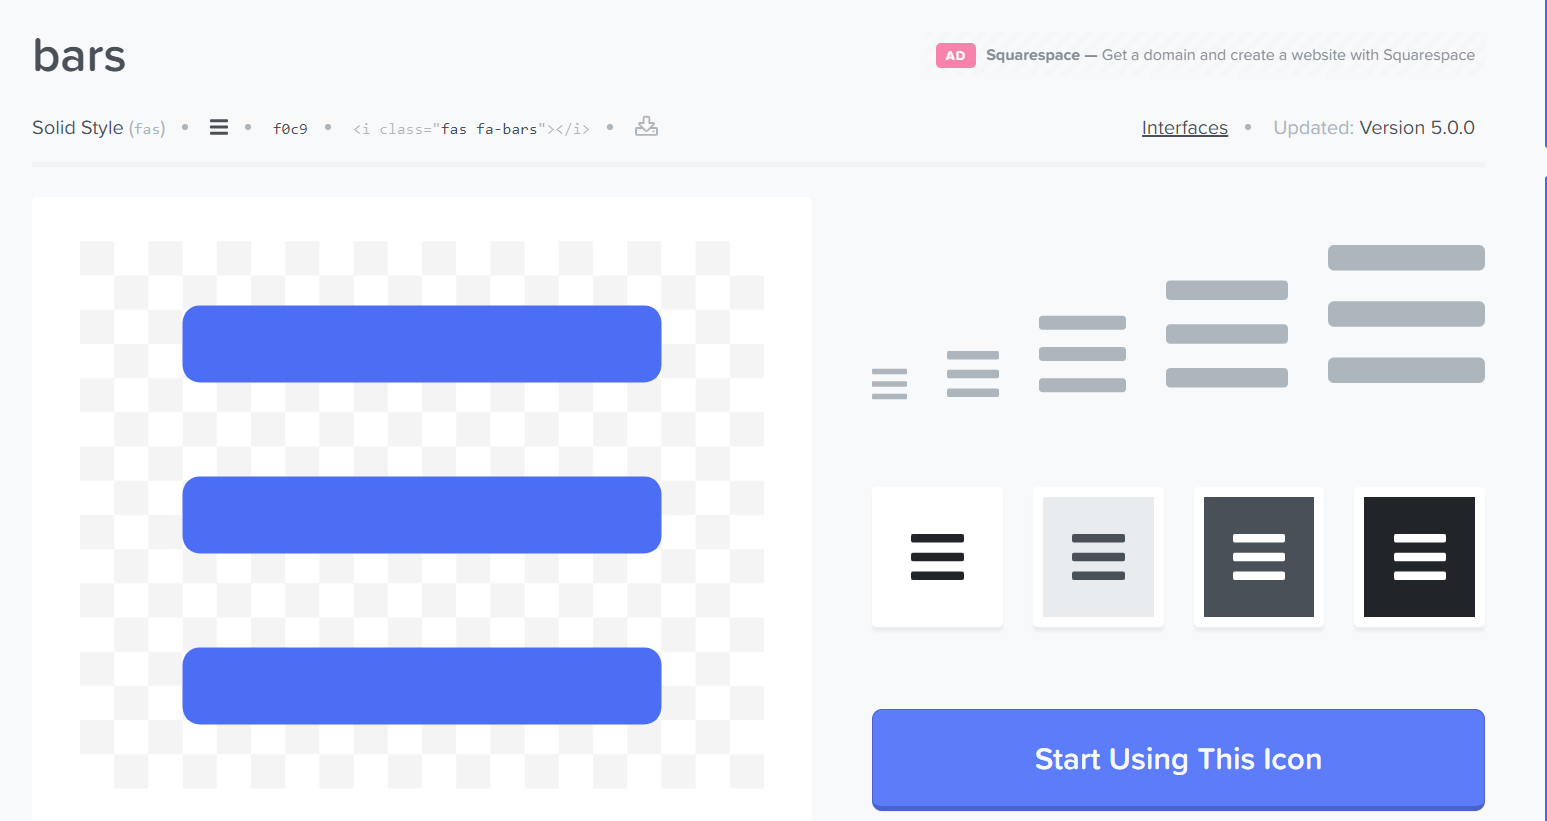 bars
AD Squarespace — Get a domain and create a website with Squarespace
Solid Style (fas) • • f0c9 • <i class="fas fa-bars"></i> •
Interfaces • Updated: Version 5.0.0
Start Using This Icon